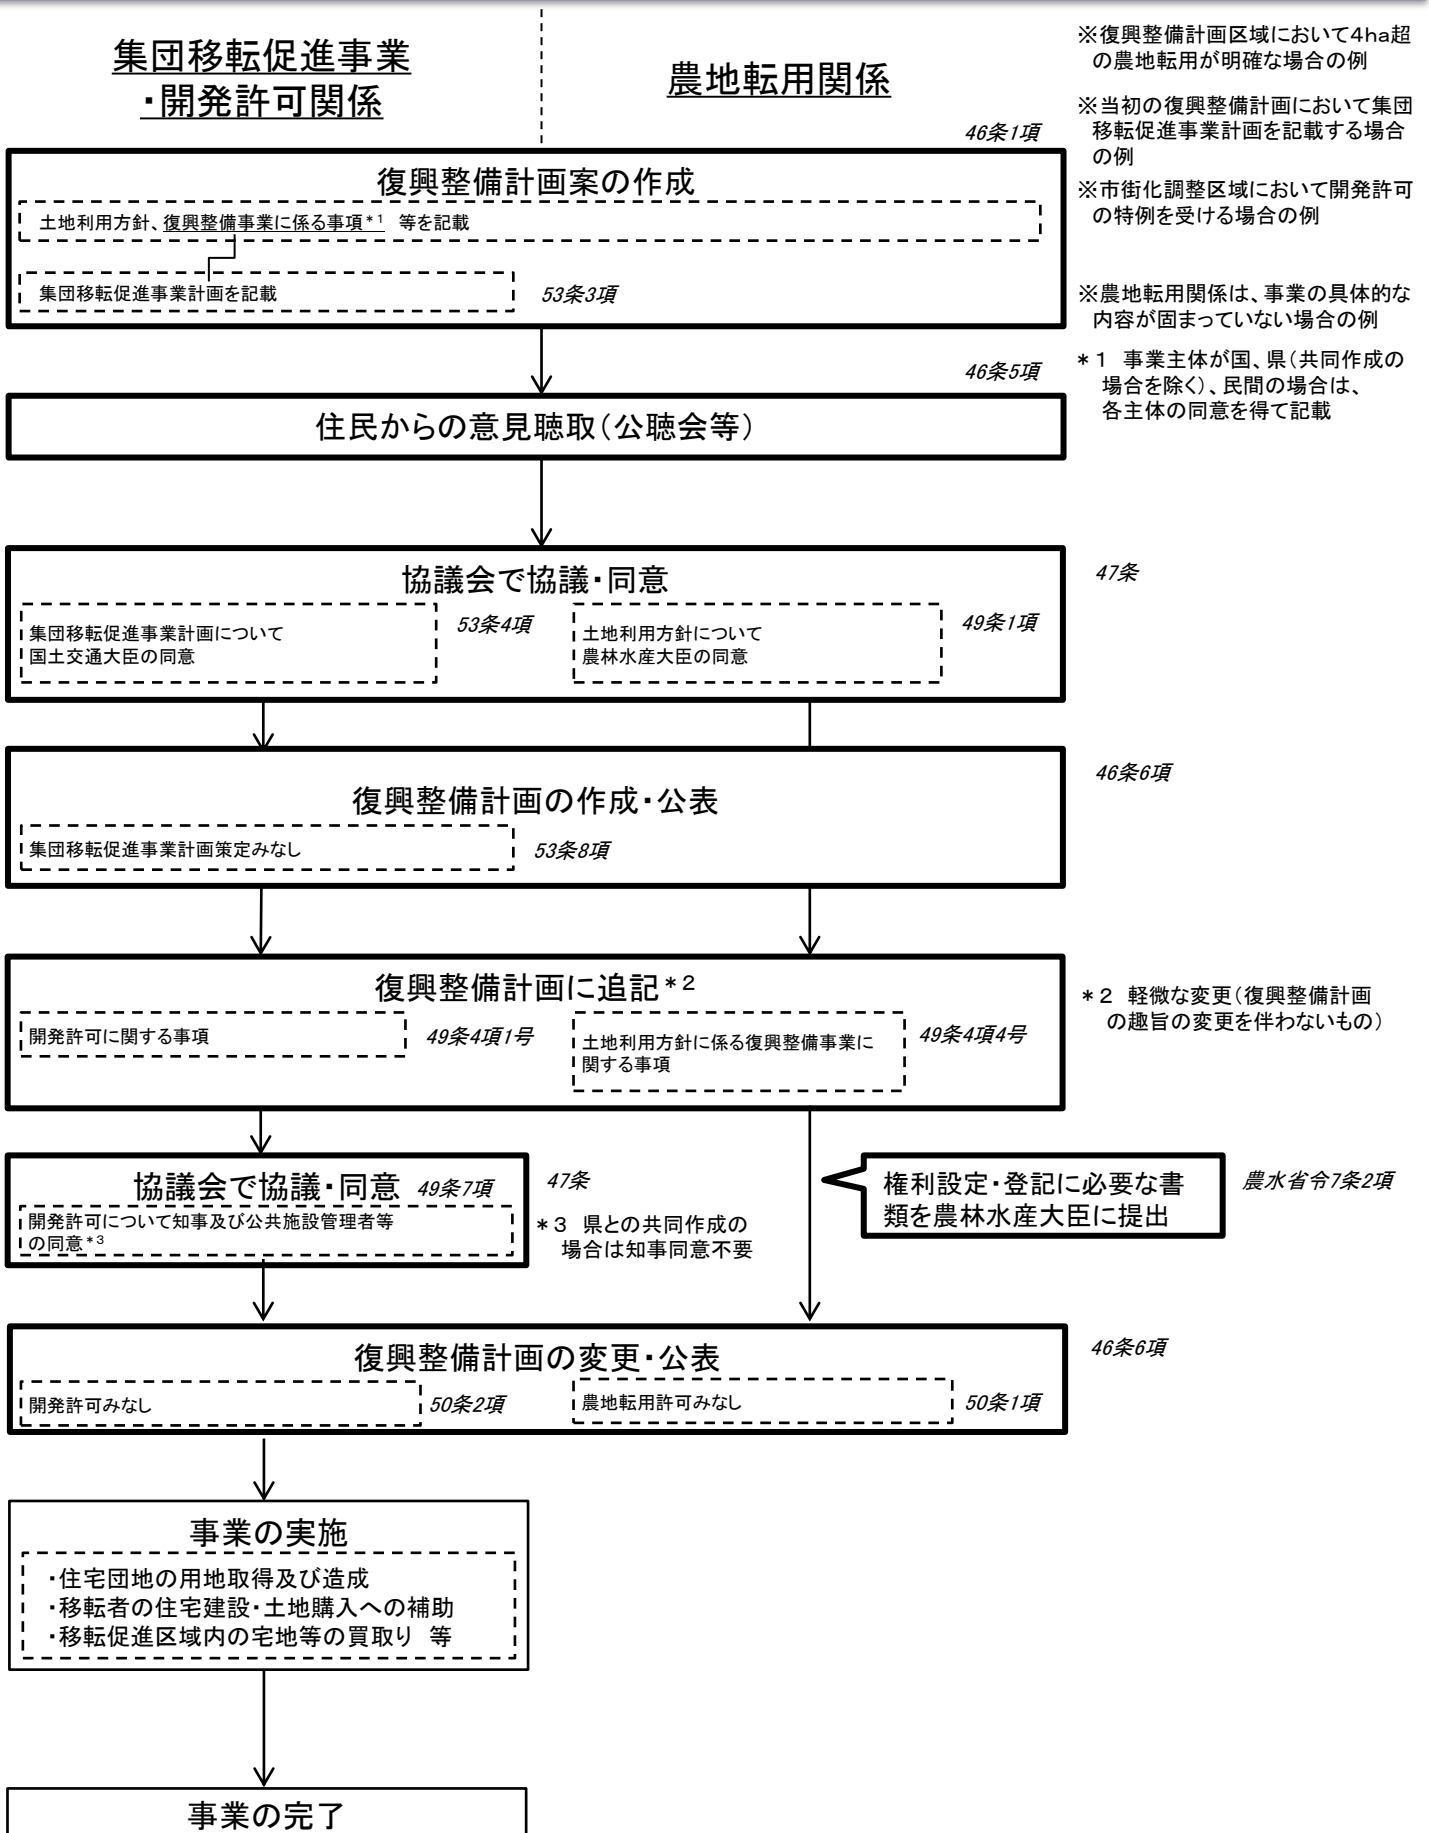 集団移転促進事業
・開発許可関係
農地転用関係
※復興整備計画区域において4ha超
の農地転用が明確な場合の例
※当初の復興整備計画において集団
移転促進事業計画を記載する場合
の例
※市街化調整区域において開発許可
の特例を受ける場合の例
※農地転用関係は、事業の具体的な
内容が固まっていない場合の例
*1 事業主体が国、県(共同作成の
場合を除く)、民間の場合は、
各主体の同意を得て記載
46条1項
復興整備計画案の作成
土地利用方針、復興整備事業に係る事項*1 等を記載
集団移転促進事業計画を記載
53条3項
46条5項
住民からの意見聴取(公聴会等)
協議会で協議・同意
47条
集団移転促進事業計画について
国土交通大臣の同意
53条4項
土地利用方針について
農林水産大臣の同意
49条1項
復興整備計画の作成・公表
46条6項
集団移転促進事業計画策定みなし
53条8項
復興整備計画に追記*2
*2 軽微な変更(復興整備計画
の趣旨の変更を伴わないもの)
開発許可に関する事項
49条4項1号
土地利用方針に係る復興整備事業に
関する事項
49条4項4号
協議会で協議・同意 49条7項
47条
開発許可について知事及び公共施設管理者等
の同意*3
*3 県との共同作成の
場合は知事同意不要
権利設定・登記に必要な書
類を農林水産大臣に提出
農水省令7条2項
復興整備計画の変更・公表
46条6項
開発許可みなし
50条2項
農地転用許可みなし
50条1項
事業の実施
・住宅団地の用地取得及び造成
・移転者の住宅建設・土地購入への補助
・移転促進区域内の宅地等の買取り 等
事業の完了